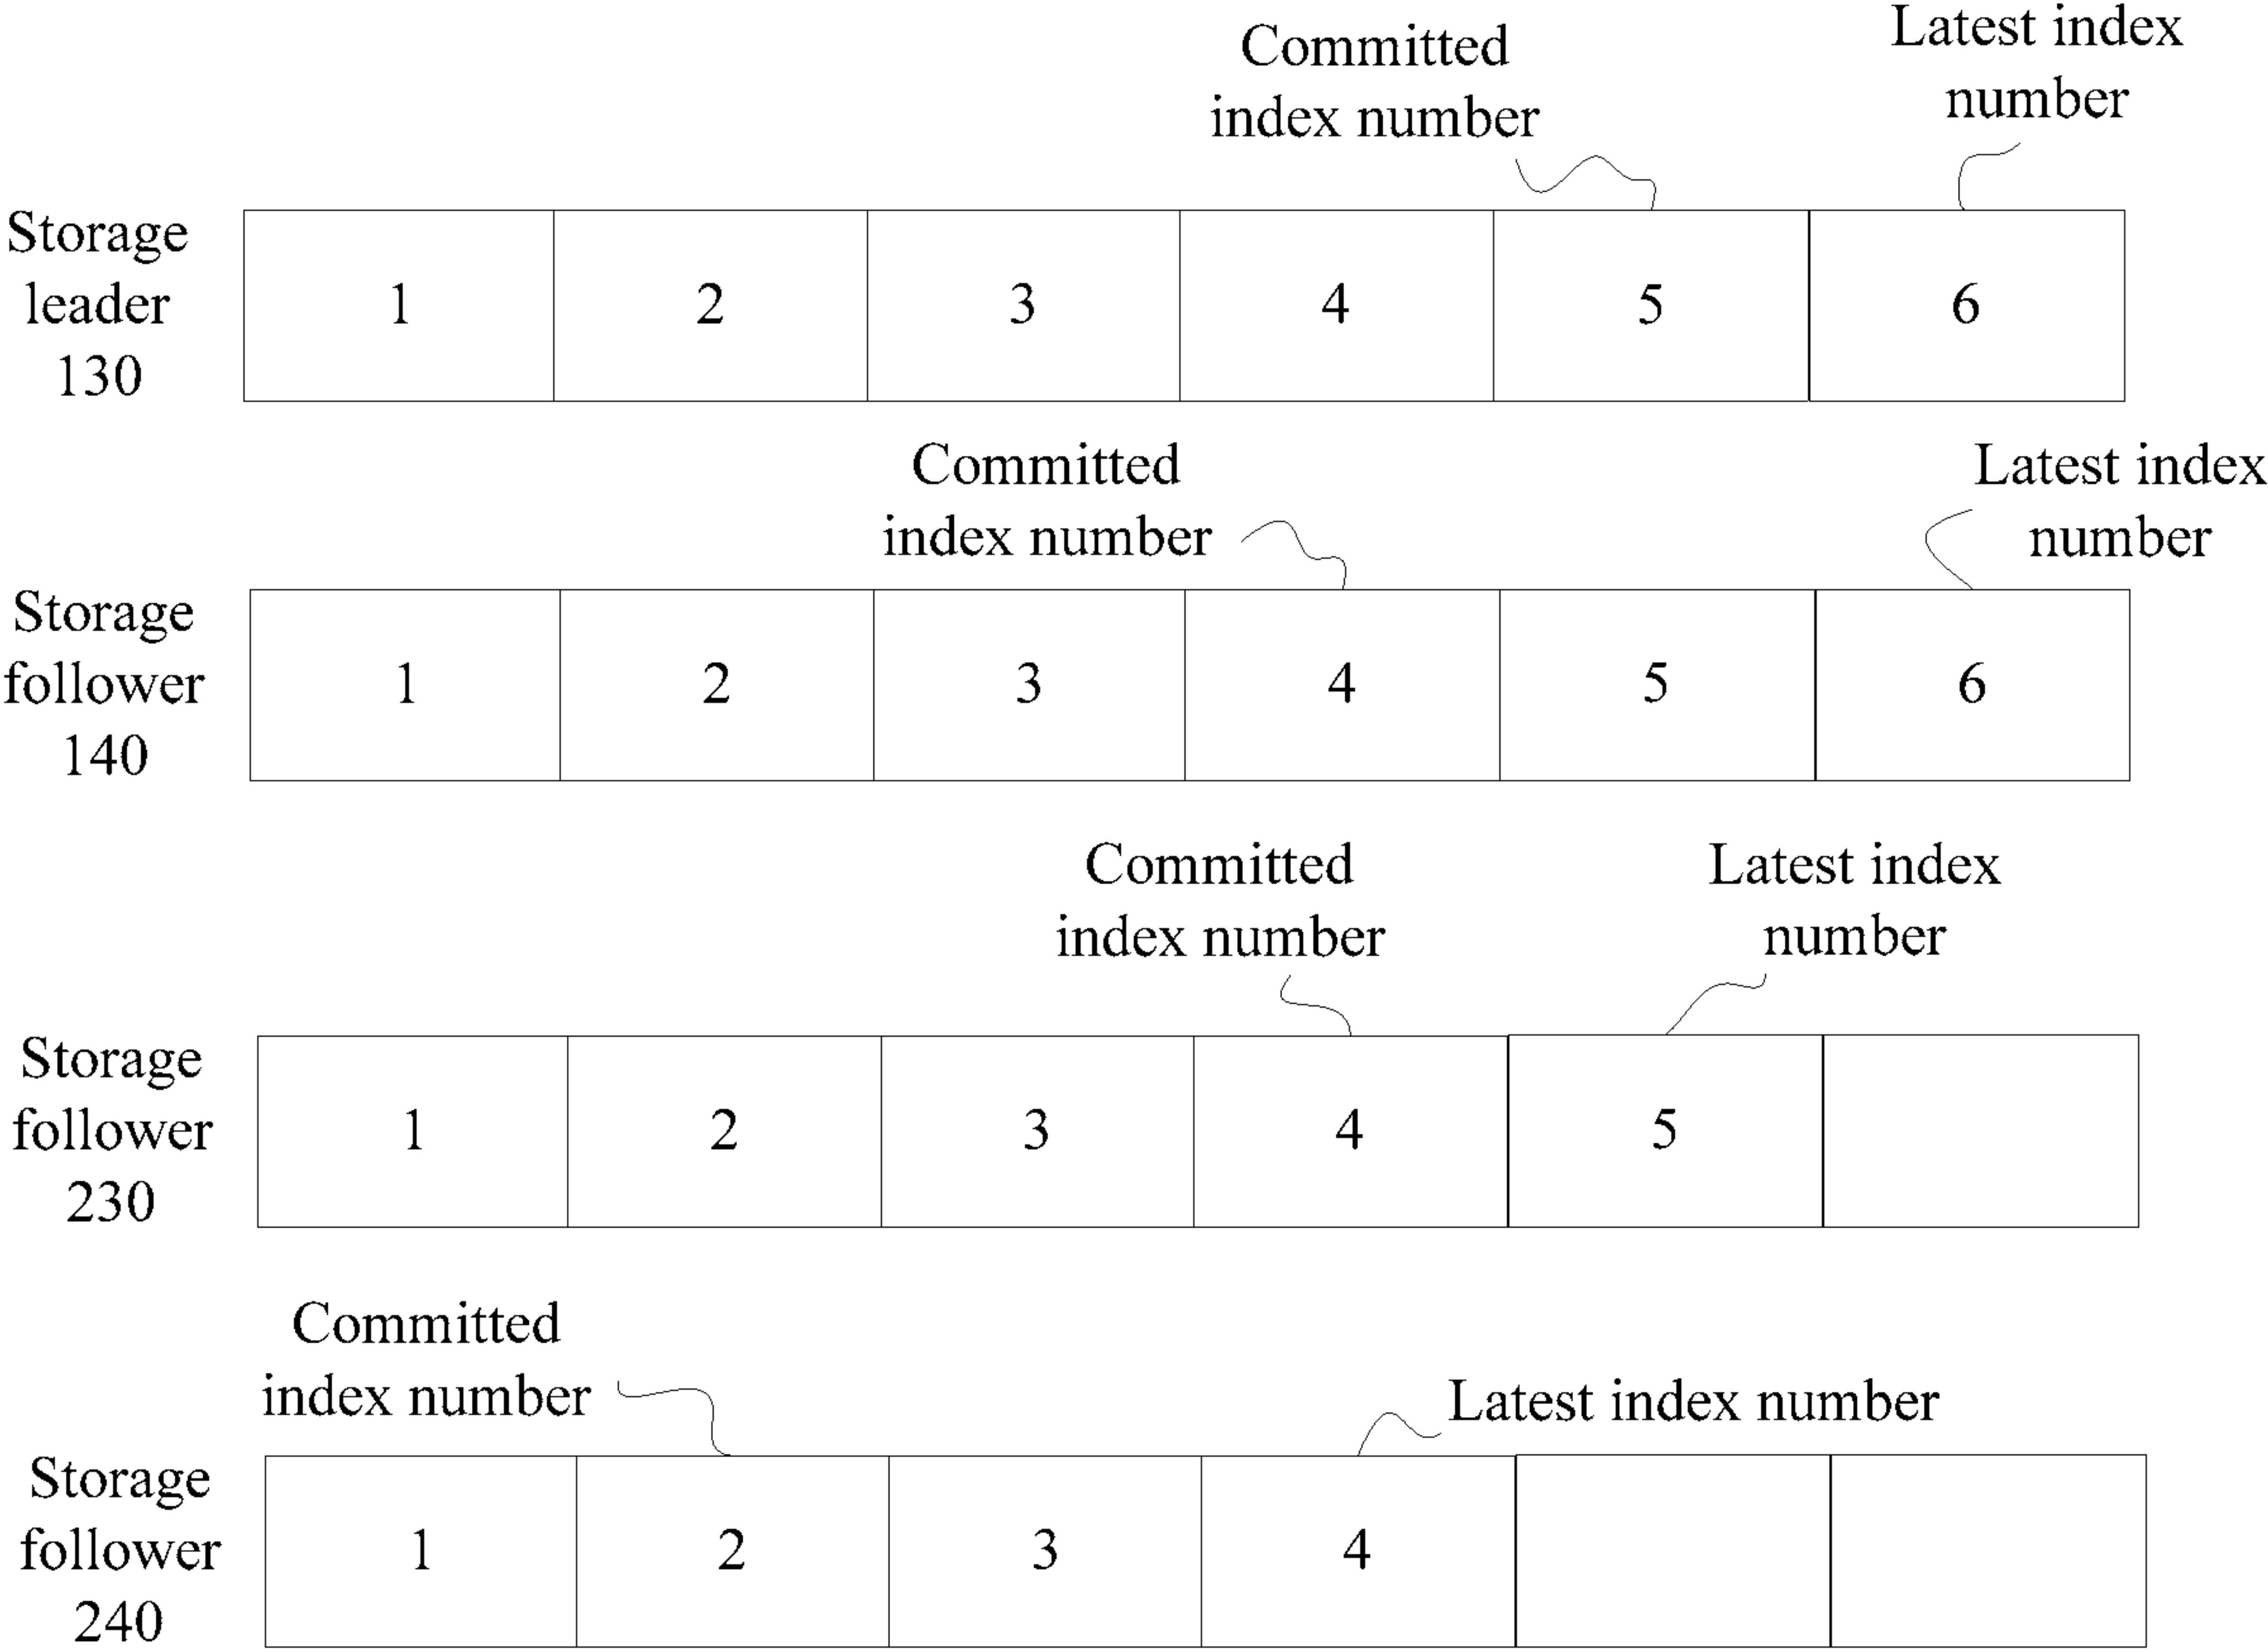 Committed
index number
Latest index
number
Storage
leader
130
1 2 3 4 5 6
Committed
index number
Latest index
number
Storage
follower
140
1 2 3 4 5 6
Committed
index number
Latest index
number
Storage
follower
230
1 2 3 4 5
Committed
index number
Latest index number
Storage
follower
240
1 2 3 4